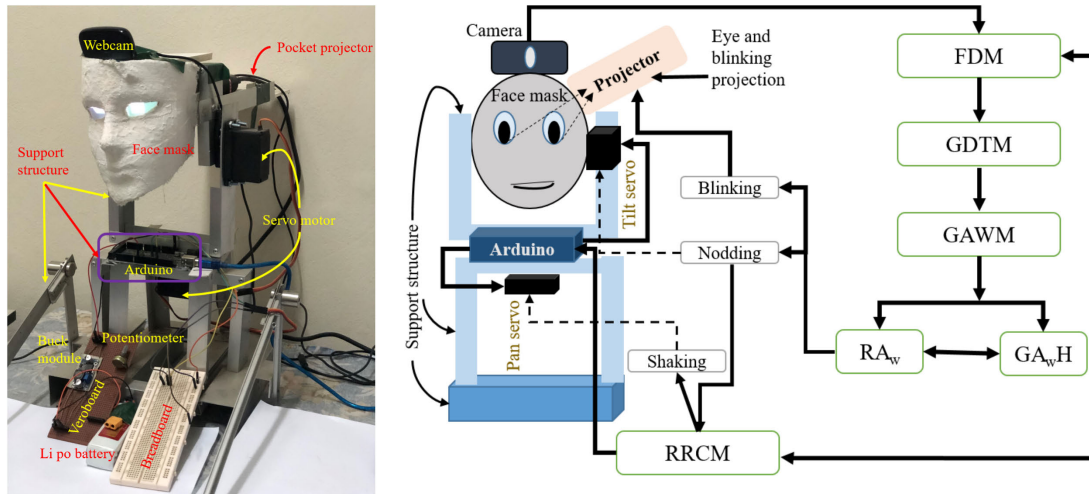 Webcam
Pocket projector
Face mask
Support
structure
Servo motor
Arduino
Potentiometer
Buck
module
Veroboard
Breadboard
Li po battery
Camera
Projector
Eye and
blinking
projection
Face mask
Tilt servo
Arduino
Support structure
Pan servo
Blinking
Nodding
Shaking
FDM
GDTM
GAWM
RAw
GAwH
RRCM